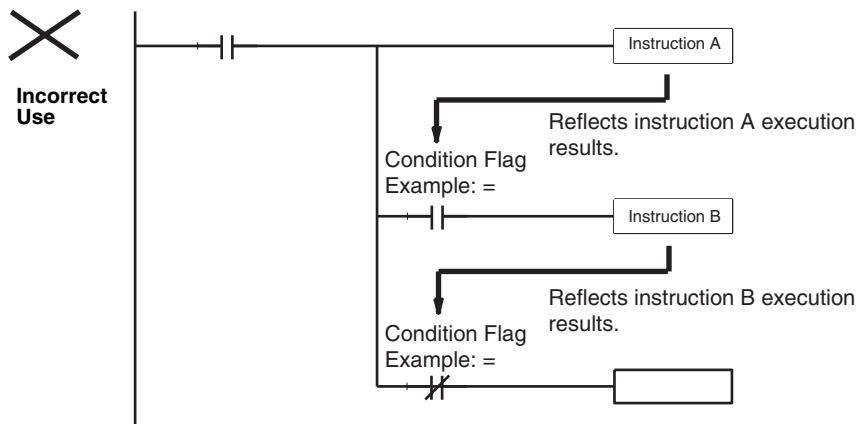 Incorrect
Use
Instruction A
Reflects instruction A execution
results.
Condition Flag
Example: =
Instruction B
Reflects instruction B execution
results.
Condition Flag
Example: =